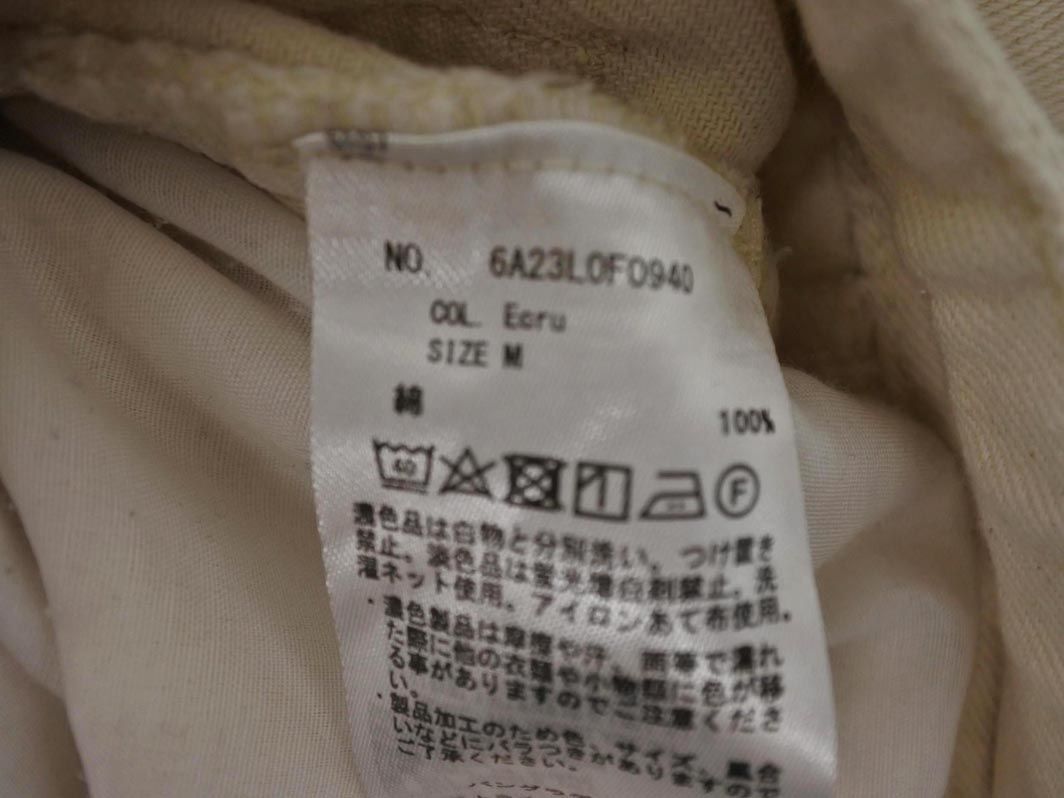 NO. 6A23L0F0940
COL. Ecru
SIZE M
綿 100%
40 F
濃色品は白物と分別洗い、つけ置き
禁止。淡色品は蛍光増白剤禁止。洗
濯ネット使用。アイロンあて布使用。
・濃色製品は摩擦や汗、雨等で濡れ
た際に他の衣類や小物類に色が移
る事がありますのでご注意くださ
い。
・製品加工のため色、サイズ、風合
いなどにバラつきがありますので
ご了承ください。